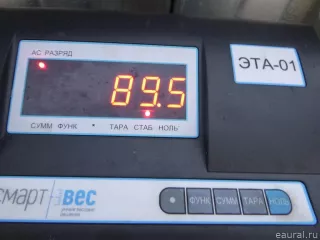 АС РАЗРЯД
ЭТА-01
89.5
СУММ ФУНК • ТАРА СТАБ НОЛЬ
СМАРТ ВЕС
• ФУНК СУММ ТАРА НОЛЬ
eaural.ru